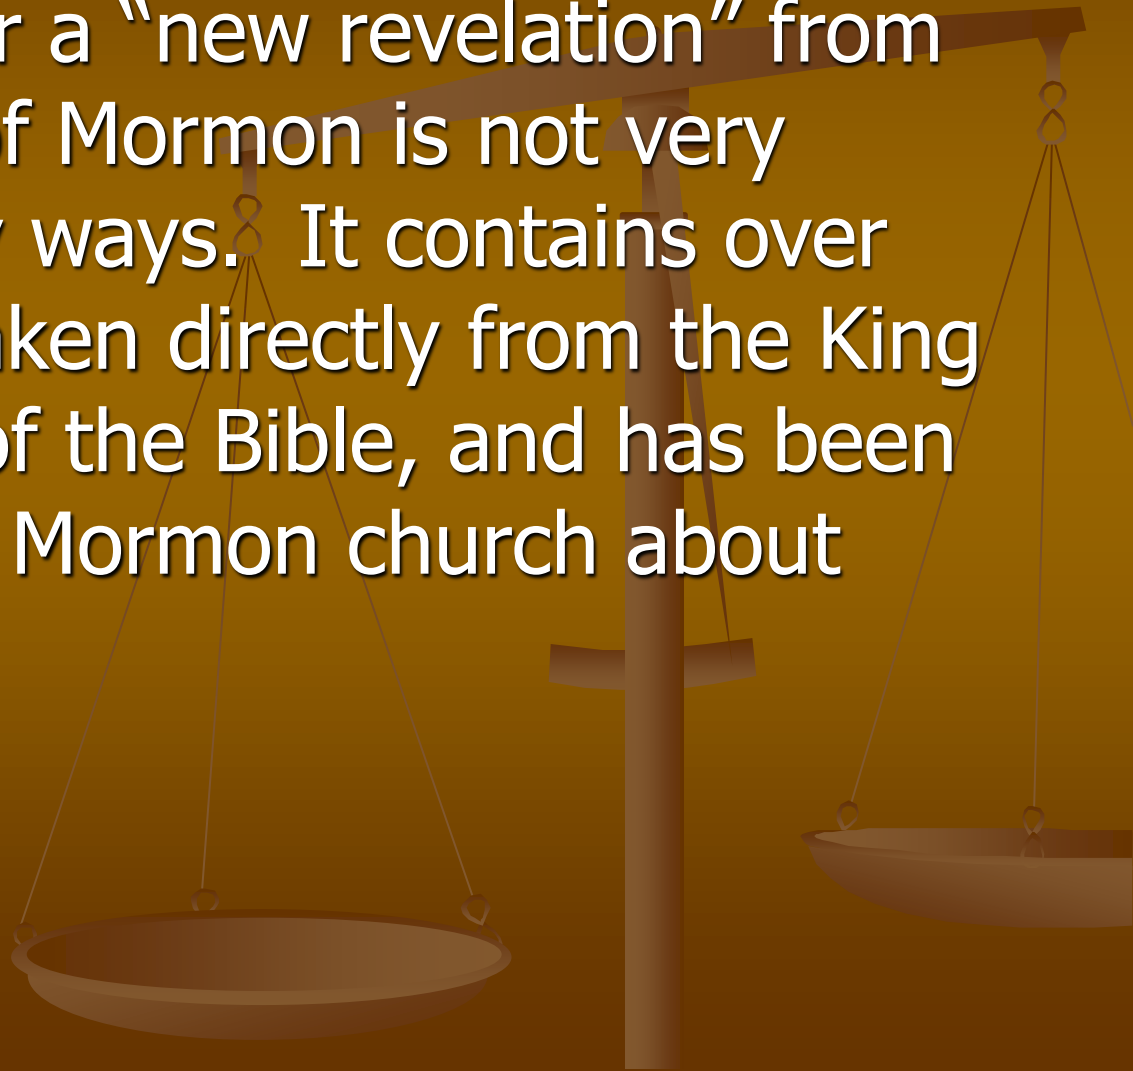 a “new revelation” from
Mormon is not very
ways. It contains over
directly from the King
of the Bible, and has been
Mormon church about